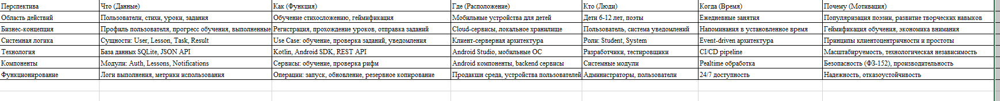 Перспектива Что (Данные) Как (Функция) Где (Расположение) Кто (Люди) Когда (Время) Почему (Мотивация)
Область действий Пользователи, стихи, уроки, задания Обучение стихосложению, геймификация Мобильные устройства для детей Дети 6-12 лет, поэты Ежедневные занятия Популяризация поэзии, развитие творческих навыков
Бизнес-концепция Профиль пользователя, прогресс обучения, выполненные Регистрация, прохождение уроков, отправка заданий Cloud-сервисы, локальное хранилище Пользователь, система уведомлений Напоминания в установленное время Геймификация обучения, экономика внимания
Системная логика Сущности: User, Lesson, Task, Result Use Case: обучение, проверка заданий, уведомления Клиент-серверная архитектура Роли: Student, System Event-driven архитектура Принципы клиентоцентричности и простоты
Технология База данных SQLite, JSON API Kotlin, Android SDK, REST API Android Studio, мобильные ОС Разработчики, тестировщики CI/CD pipeline Масштабируемость, технологическая независимость
Компоненты Модули: Auth, Lessons, Notifications Сервисы: обучение, проверка рифм Android компоненты, backend сервисы Системные модули Реаltime обработка Безопасность (ФЗ-152), производительность
Функционирование Логи выполнения, метрики использования Операции: запуск, обновление, резервное копирование Продакшн среда, устройства пользователей Администраторы, пользователи 24/7 доступность Надежность, отказоустойчивость